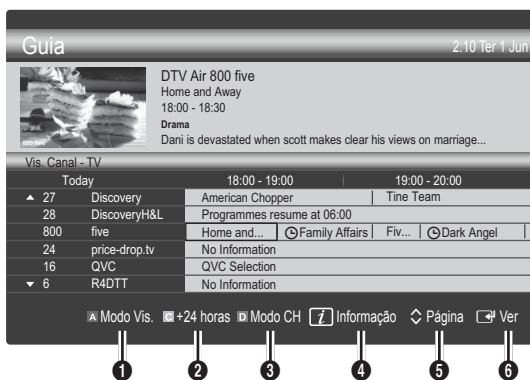 Guia
2:10 Ter 1 Jun
DTV Air 800 five
Home and Away
18:00 - 18:30
Drama
Dani is devastated when scott makes clear his views on marriage...
800 five
Vis. Canal - TV
Today 18:00 - 19:00 19:00 - 20:00
▲ 27 Discovery American Chopper Tine Team
28 DiscoveryH&L Programmes resume at 06:00
800 five Home and... Family Affairs Fiv... Dark Angel
24 price-drop.tv No Information
16 QVC QVC Selection
▼ 6 R4DTT No Information
A Modo Vis. C +24 horas D Modo CH i Informação Página Ver
1 2 3 4 5 6